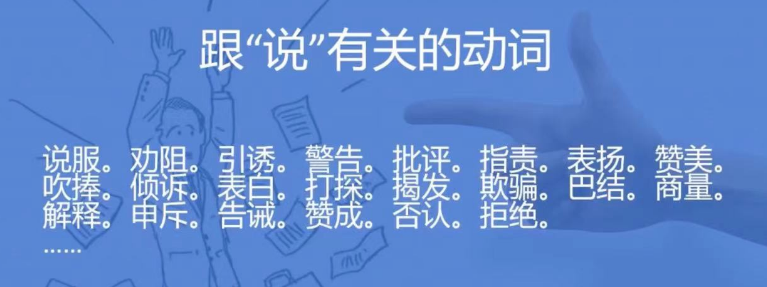 跟“说”有关的动词
说服。劝阻。引诱。警告。批评。指责。表扬。赞美。
吹捧。倾诉。表白。打探。揭发。欺骗。巴结。商量。
解释。申斥。告诫。赞成。否认。拒绝。
……